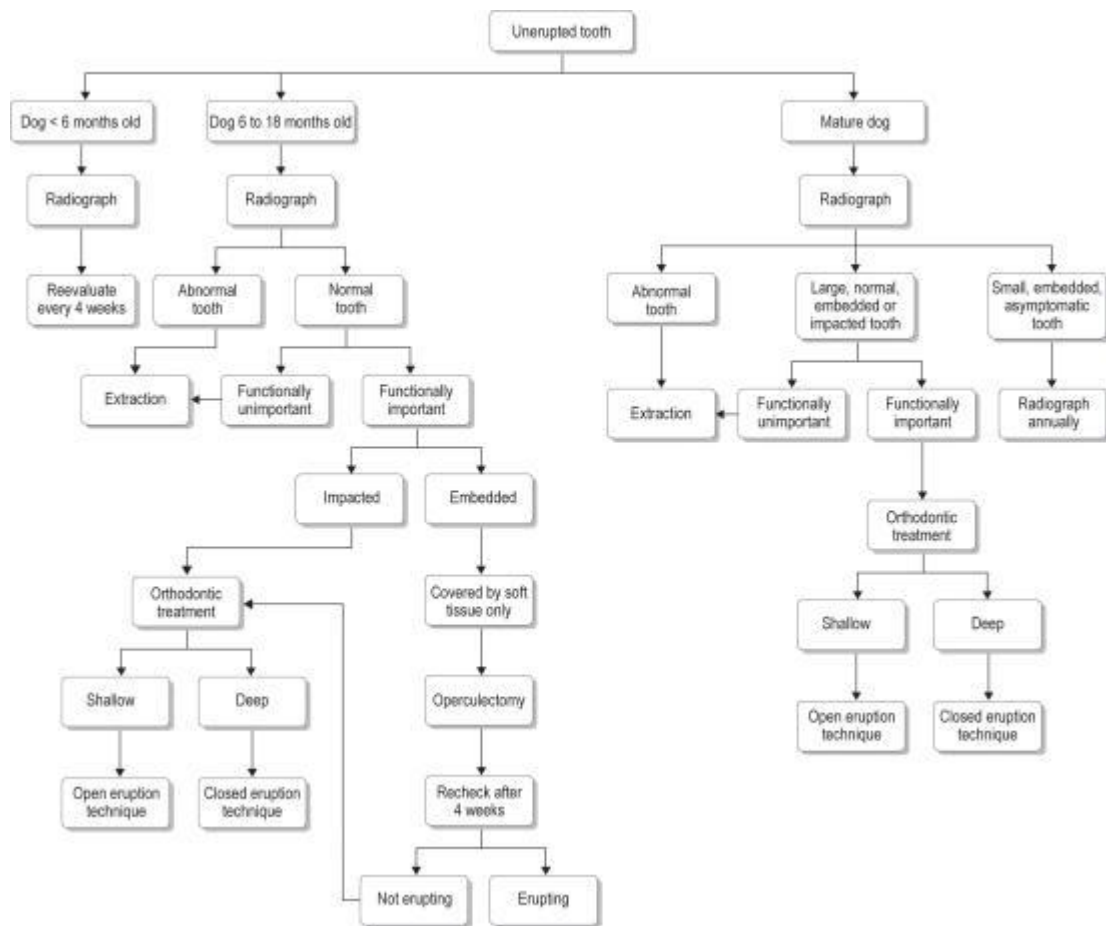 Unerupted tooth
Dog < 6 months old
Dog 6 to 18 months old
Mature dog
Radiograph
Radiograph
Radiograph
Reevaluate
every 4 weeks
Abnormal
tooth
Normal
tooth
Abnormal
tooth
Large, normal,
embedded or
impacted tooth
Small, embedded,
asymptomatic
tooth
Extraction
Functionally
unimportant
Functionally
important
Extraction
Functionally
unimportant
Functionally
important
Radiograph
annually
Impacted
Embedded
Orthodontic
treatment
Orthodontic
treatment
Covered by soft
tissue only
Shallow
Deep
Shallow
Deep
Operculectomy
Open eruption
technique
Closed eruption
technique
Open eruption
technique
Closed eruption
technique
Recheck after
4 weeks
Not erupting
Erupting